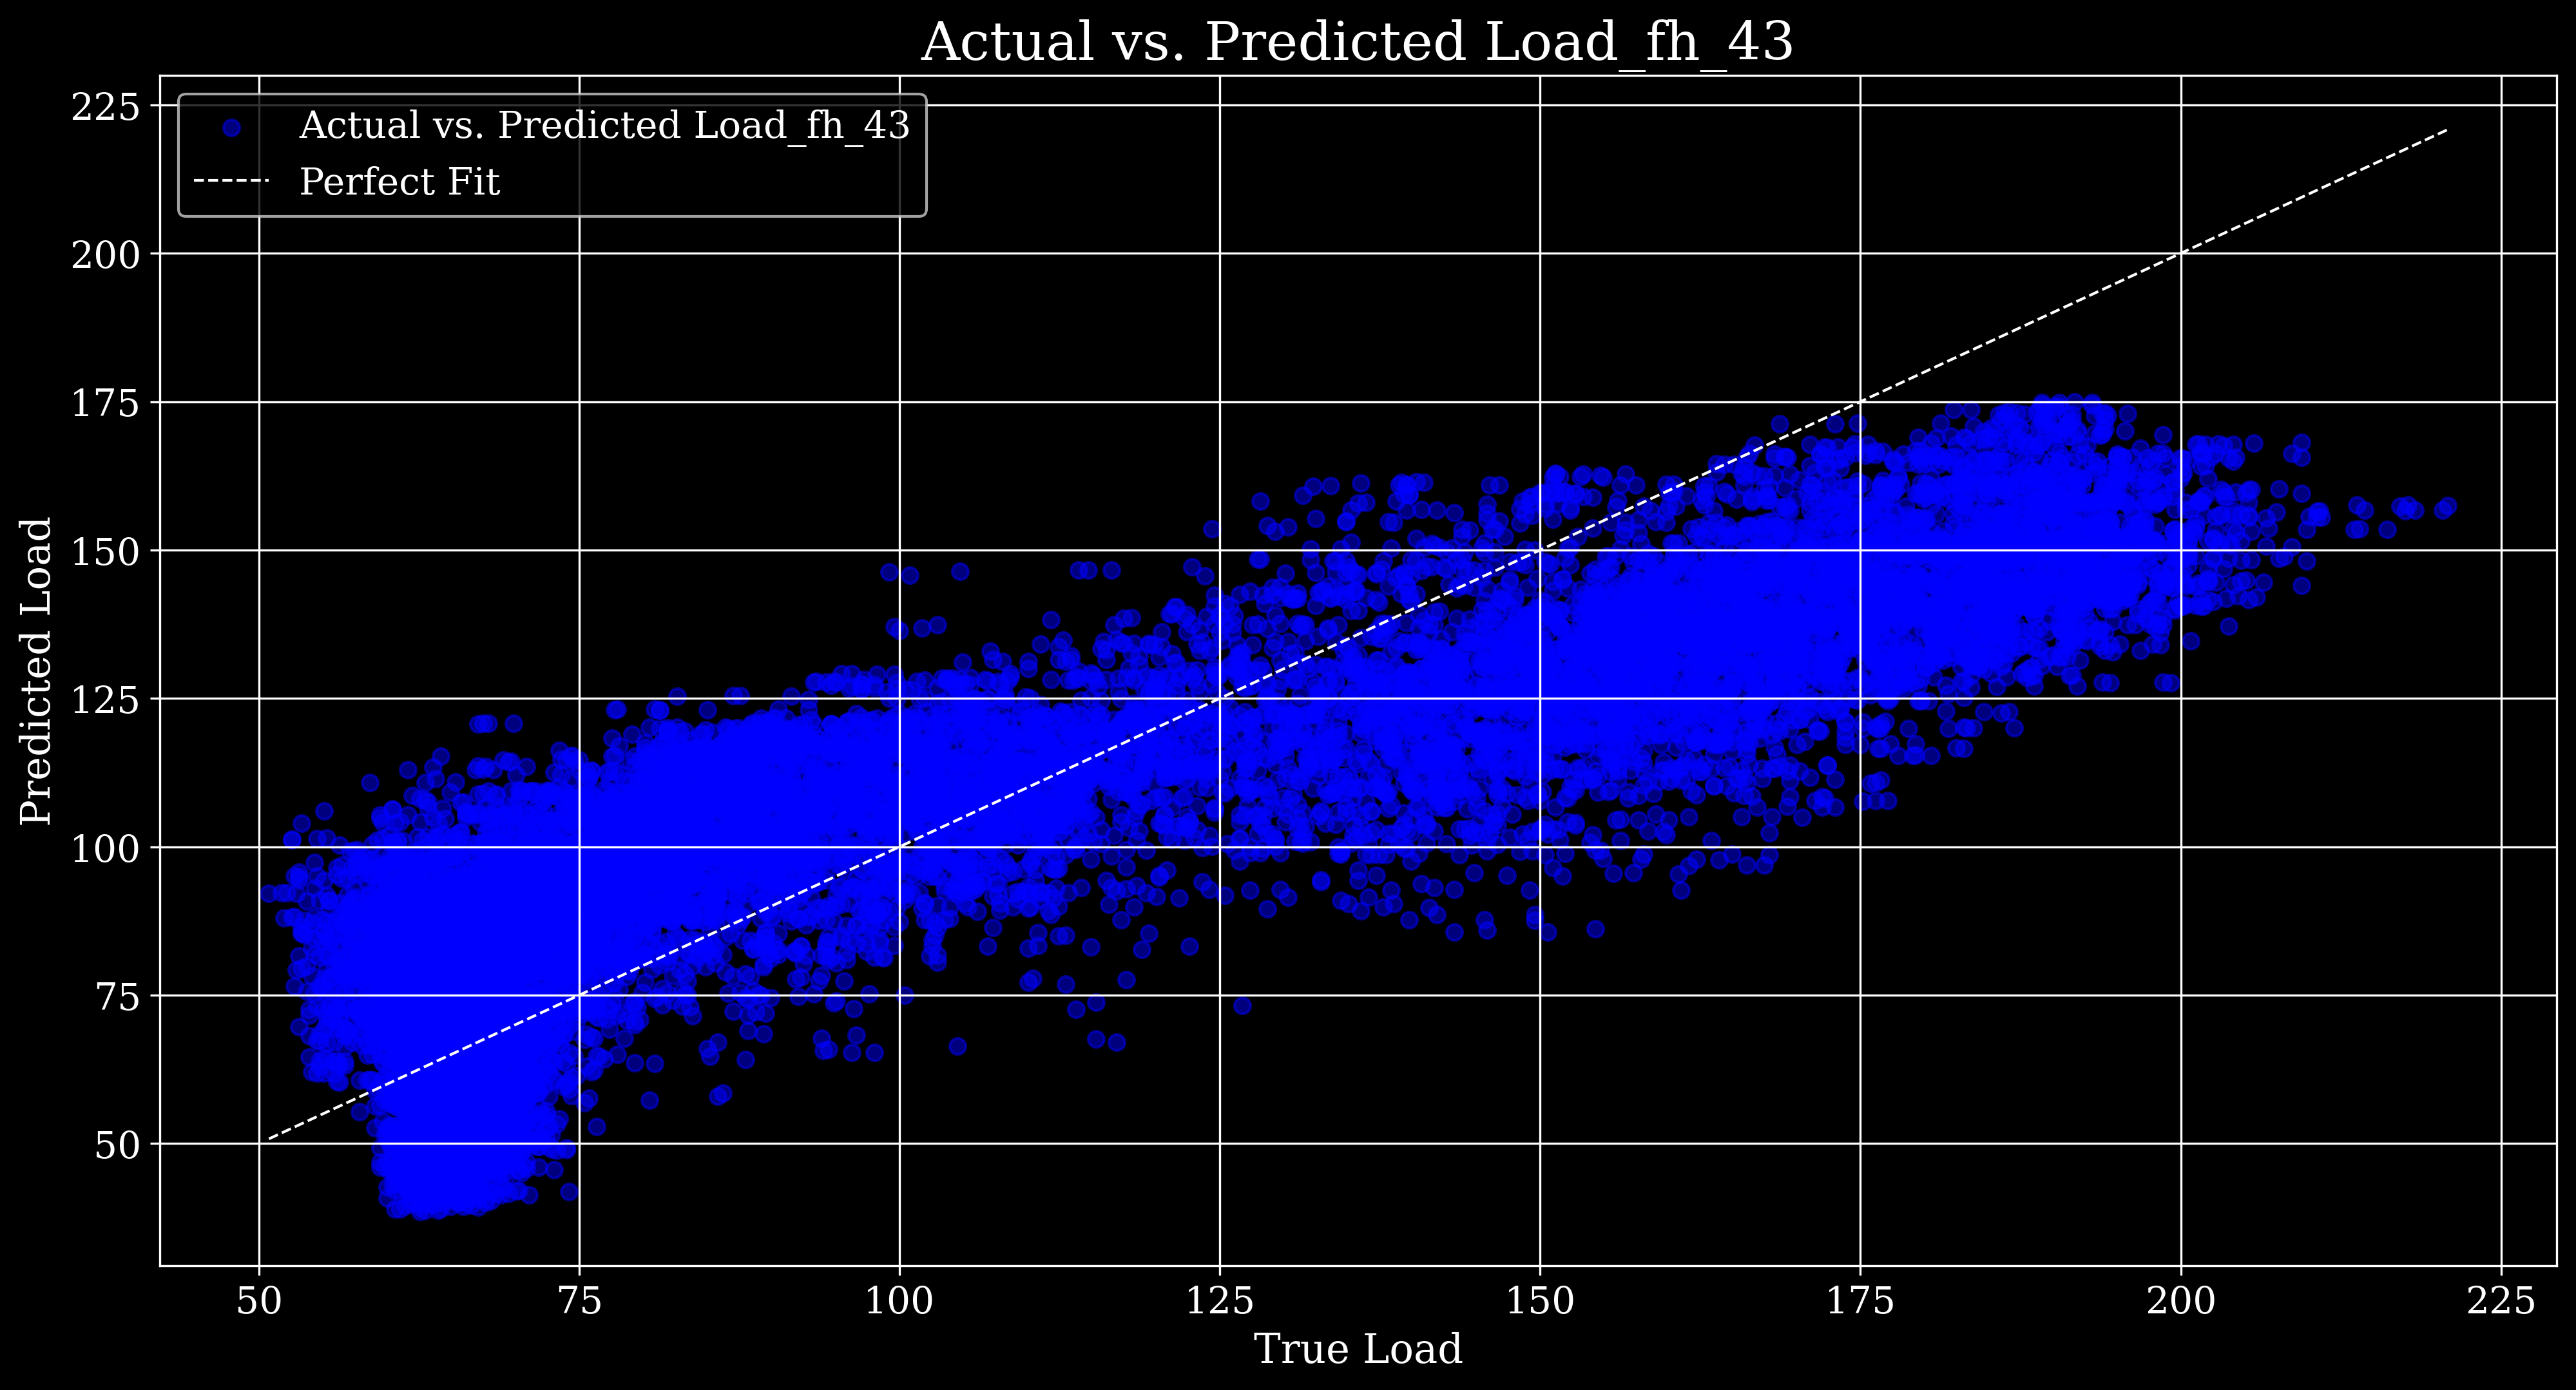 Actual vs. Predicted Load_fh_43
Actual vs. Predicted Load_fh_43
Perfect Fit
Predicted Load
225
200
175
150
125
100
75
50
50 75 100 125 150 175 200 225
True Load